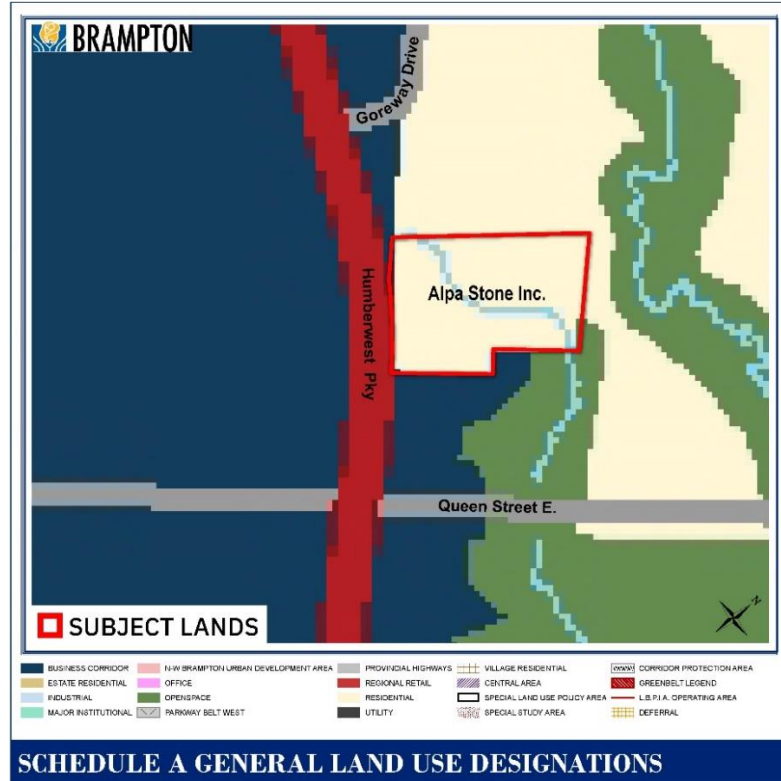 BRAMPTON
Goreway Drive
Humberwest Pky
Alpa Stone Inc.
Queen Street E.
N
SUBJECT LANDS
BUSINESS CORRIDOR
N-W BRAMPTON URBAN DEVELOPMENT AREA
PROVINCIAL HIGHWAYS
VILLAGE RESIDENTIAL
CORRIDOR PROTECTION AREA
ESTATE RESIDENTIAL
OFFICE
REGIONAL RETAIL
CENTRAL AREA
GREENBELT LEGEND
INDUSTRIAL
OPENSPACE
RESIDENTIAL
SPECIAL LAND USE POLICY AREA
L.B.P.I.A. OPERATING AREA
MAJOR INSTITUTIONAL
PARKWAY BELT WEST
UTILITY
SPECIAL STUDY AREA
DEFERRAL
SCHEDULE A GENERAL LAND USE DESIGNATIONS